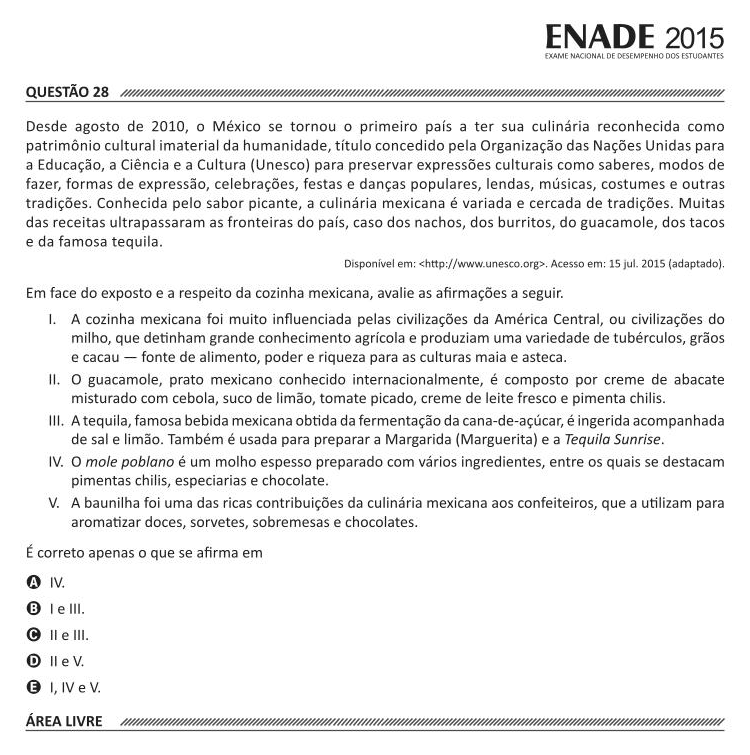 ENADE 2015
EXAME NACIONAL DE DESEMPENHO DOS ESTUDANTES
QUESTÃO 28
Desde agosto de 2010, o México se tornou o primeiro país a ter sua culinária reconhecida como
patrimônio cultural imaterial da humanidade, título concedido pela Organização das Nações Unidas para
a Educação, a Ciência e a Cultura (Unesco) para preservar expressões culturais como saberes, modos de
fazer, formas de expressão, celebrações, festas e danças populares, lendas, músicas, costumes e outras
tradições. Conhecida pelo sabor picante, a culinária mexicana é variada e cercada de tradições. Muitas
das receitas ultrapassaram as fronteiras do país, caso dos nachos, dos burritos, do guacamole, dos tacos
e da famosa tequila.
Disponível em: <http://www.unesco.org>. Acesso em: 15 jul. 2015 (adaptado).
Em face do exposto e a respeito da cozinha mexicana, avalie as afirmações a seguir.
I. A cozinha mexicana foi muito influenciada pelas civilizações da América Central, ou civilizações do
milho, que detinham grande conhecimento agrícola e produziam uma variedade de tubérculos, grãos
e cacau — fonte de alimento, poder e riqueza para as culturas maia e asteca.
II. O guacamole, prato mexicano conhecido internacionalmente, é composto por creme de abacate
misturado com cebola, suco de limão, tomate picado, creme de leite fresco e pimenta chilis.
III. A tequila, famosa bebida mexicana obtida da fermentação da cana-de-açúcar, é ingerida acompanhada
de sal e limão. Também é usada para preparar a Margarida (Marguerita) e a Tequila Sunrise.
IV. O mole poblano é um molho espesso preparado com vários ingredientes, entre os quais se destacam
pimentas chilis, especiarias e chocolate.
V. A baunilha foi uma das ricas contribuições da culinária mexicana aos confeiteiros, que a utilizam para
aromatizar doces, sorvetes, sobremesas e chocolates.
É correto apenas o que se afirma em
A IV.
B I e III.
C II e III.
D II e V.
E I, IV e V.
ÁREA LIVRE